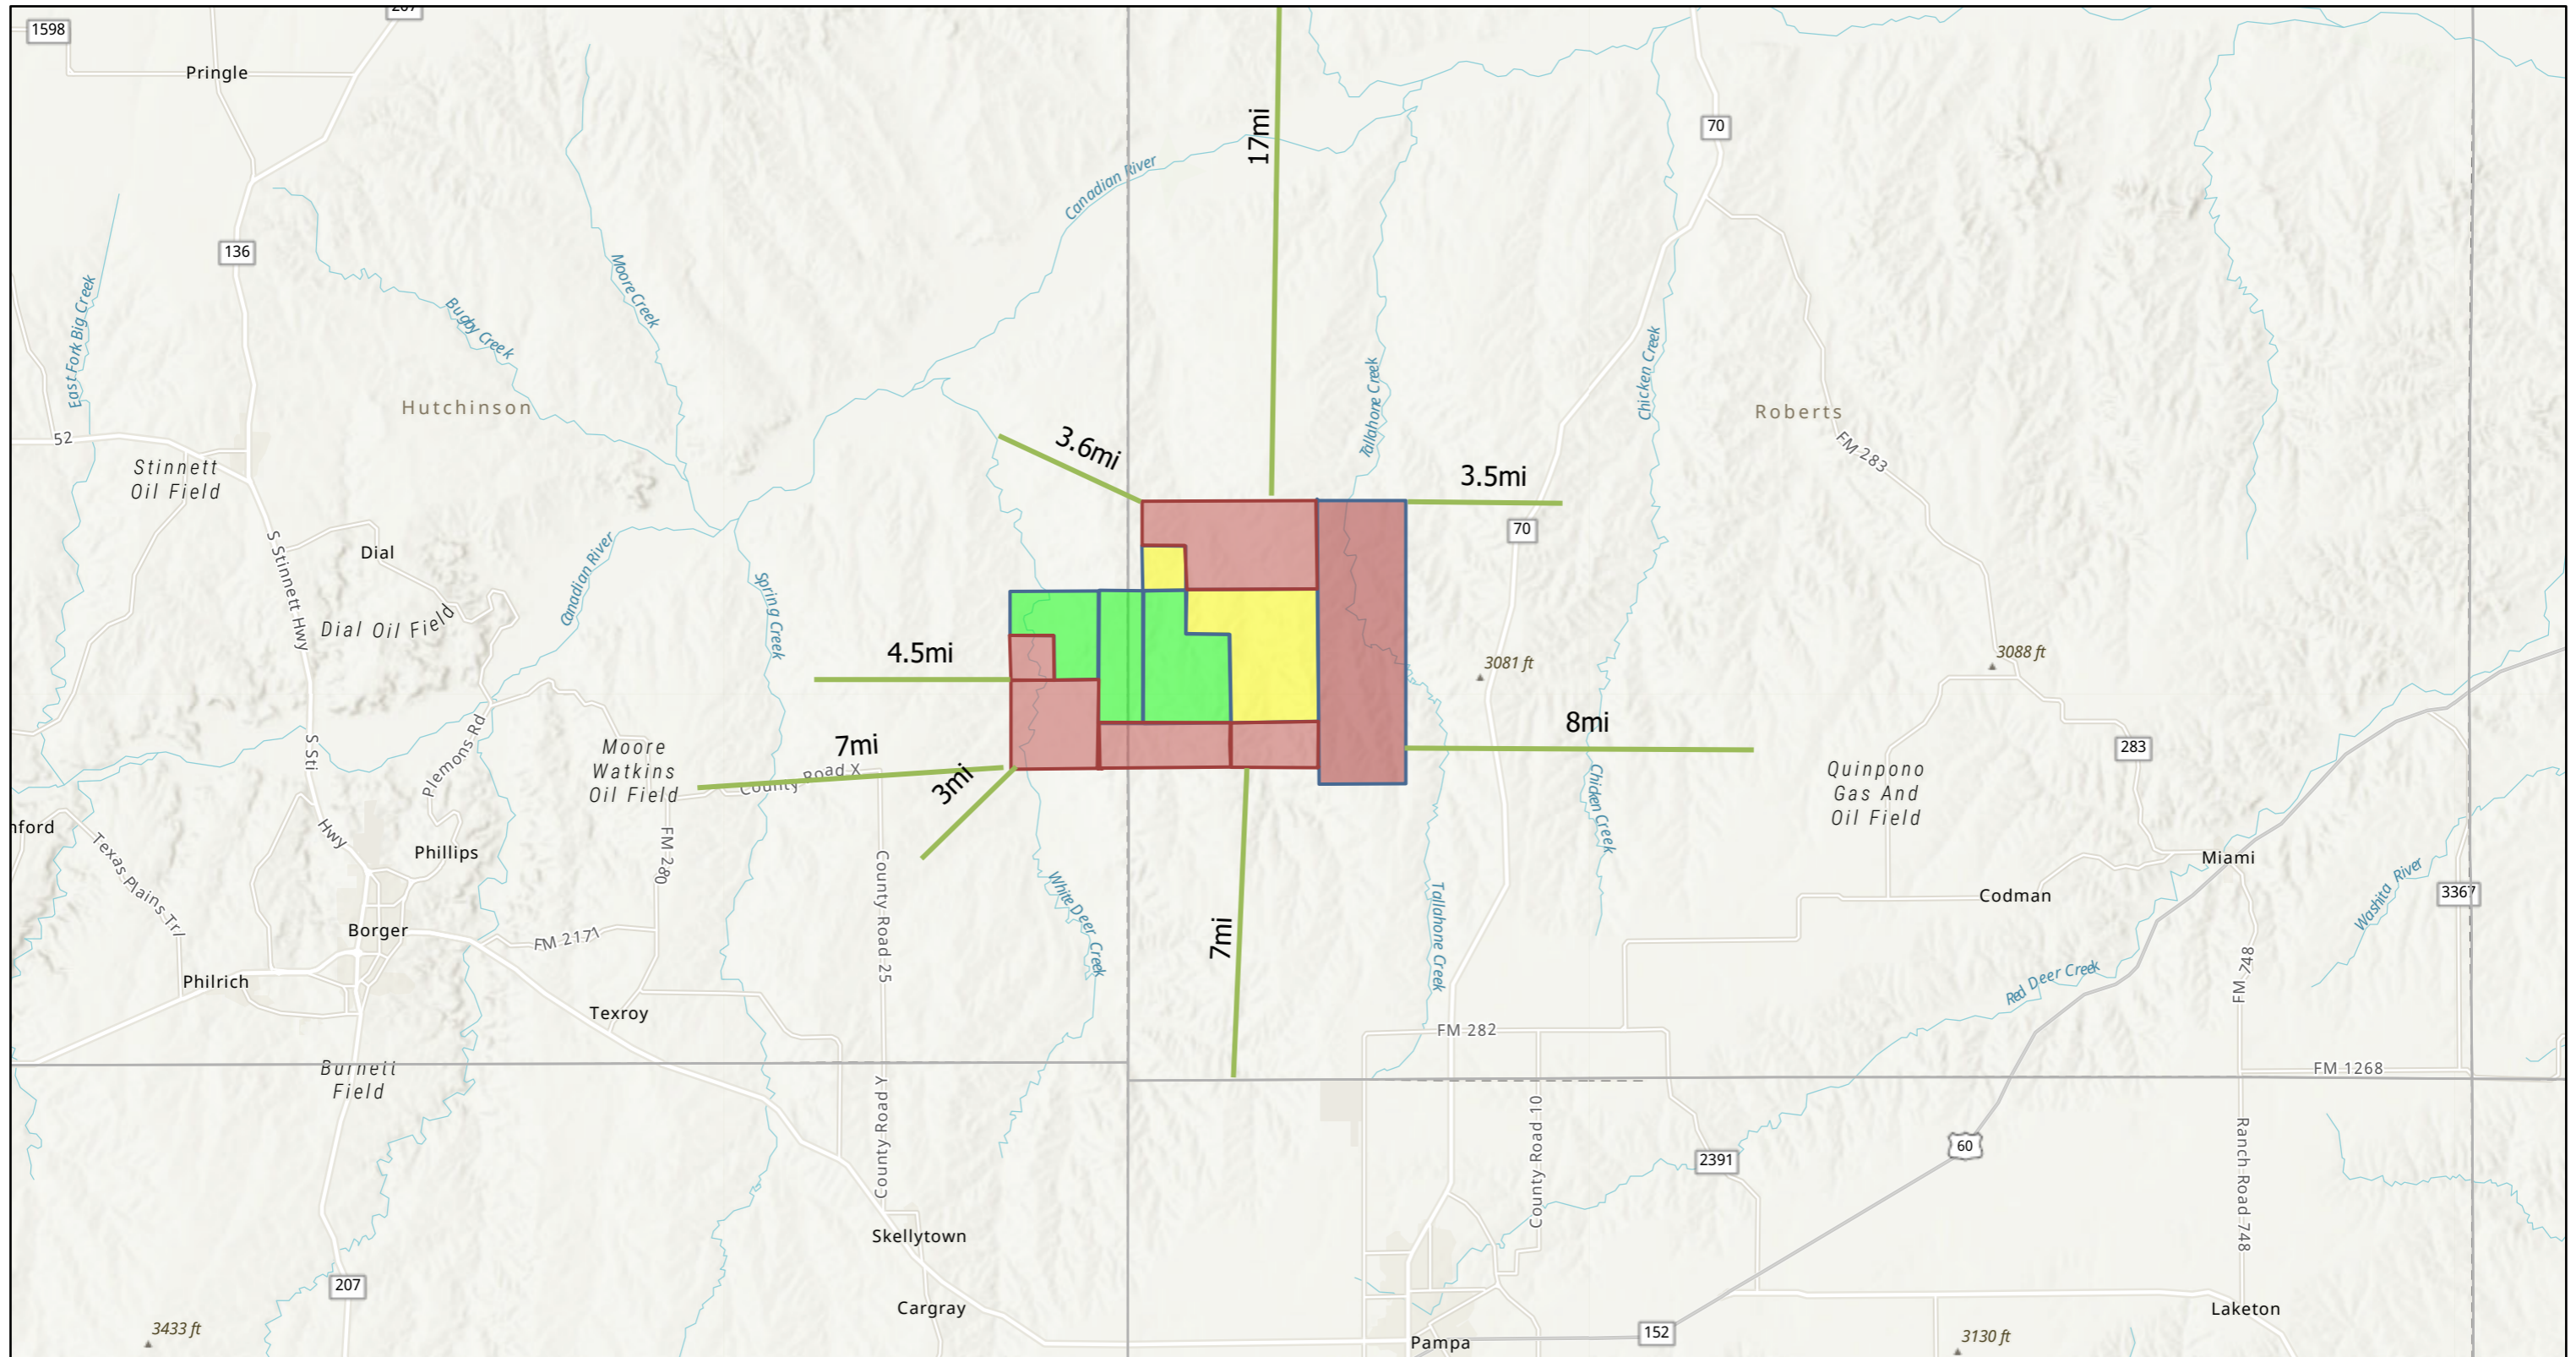 207
1598
Pringle
70
17mi
Canadian River
136
Moore Creek
East Fork Big Creek
Bugby Creek
Tallahone Creek
Chicken Creek
Hutchinson
Roberts
52
3.6mi
FM 283
Stinnett
Oil Field
3.5mi
70
S Stinnett Hwy
Dial
Canadian River
Spring Creek
Dial Oil Field
4.5mi
3081 ft
3088 ft
S Sti
Plemons Rd
Moore
Watkins
Oil Field
7mi
8mi
283
County Road X
3mi
Quinpono
Gas And
Oil Field
Chicken Creek
nford
Hwy
Texas Plains Trl
Phillips
FM 280
County Road 25
White Deer Creek
Miami
Codman
3367
Washita River
Borger
FM 2171
7mi
Tallahone Creek
Philrich
Red Deer Creek
FM 748
Texroy
FM 282
Burnett
Field
FM 1268
County Road Y
County Road 10
60
2391
Ranch Road 748
Skellytown
207
Cargray
Laketon
3433 ft
152
3130 ft
Pampa